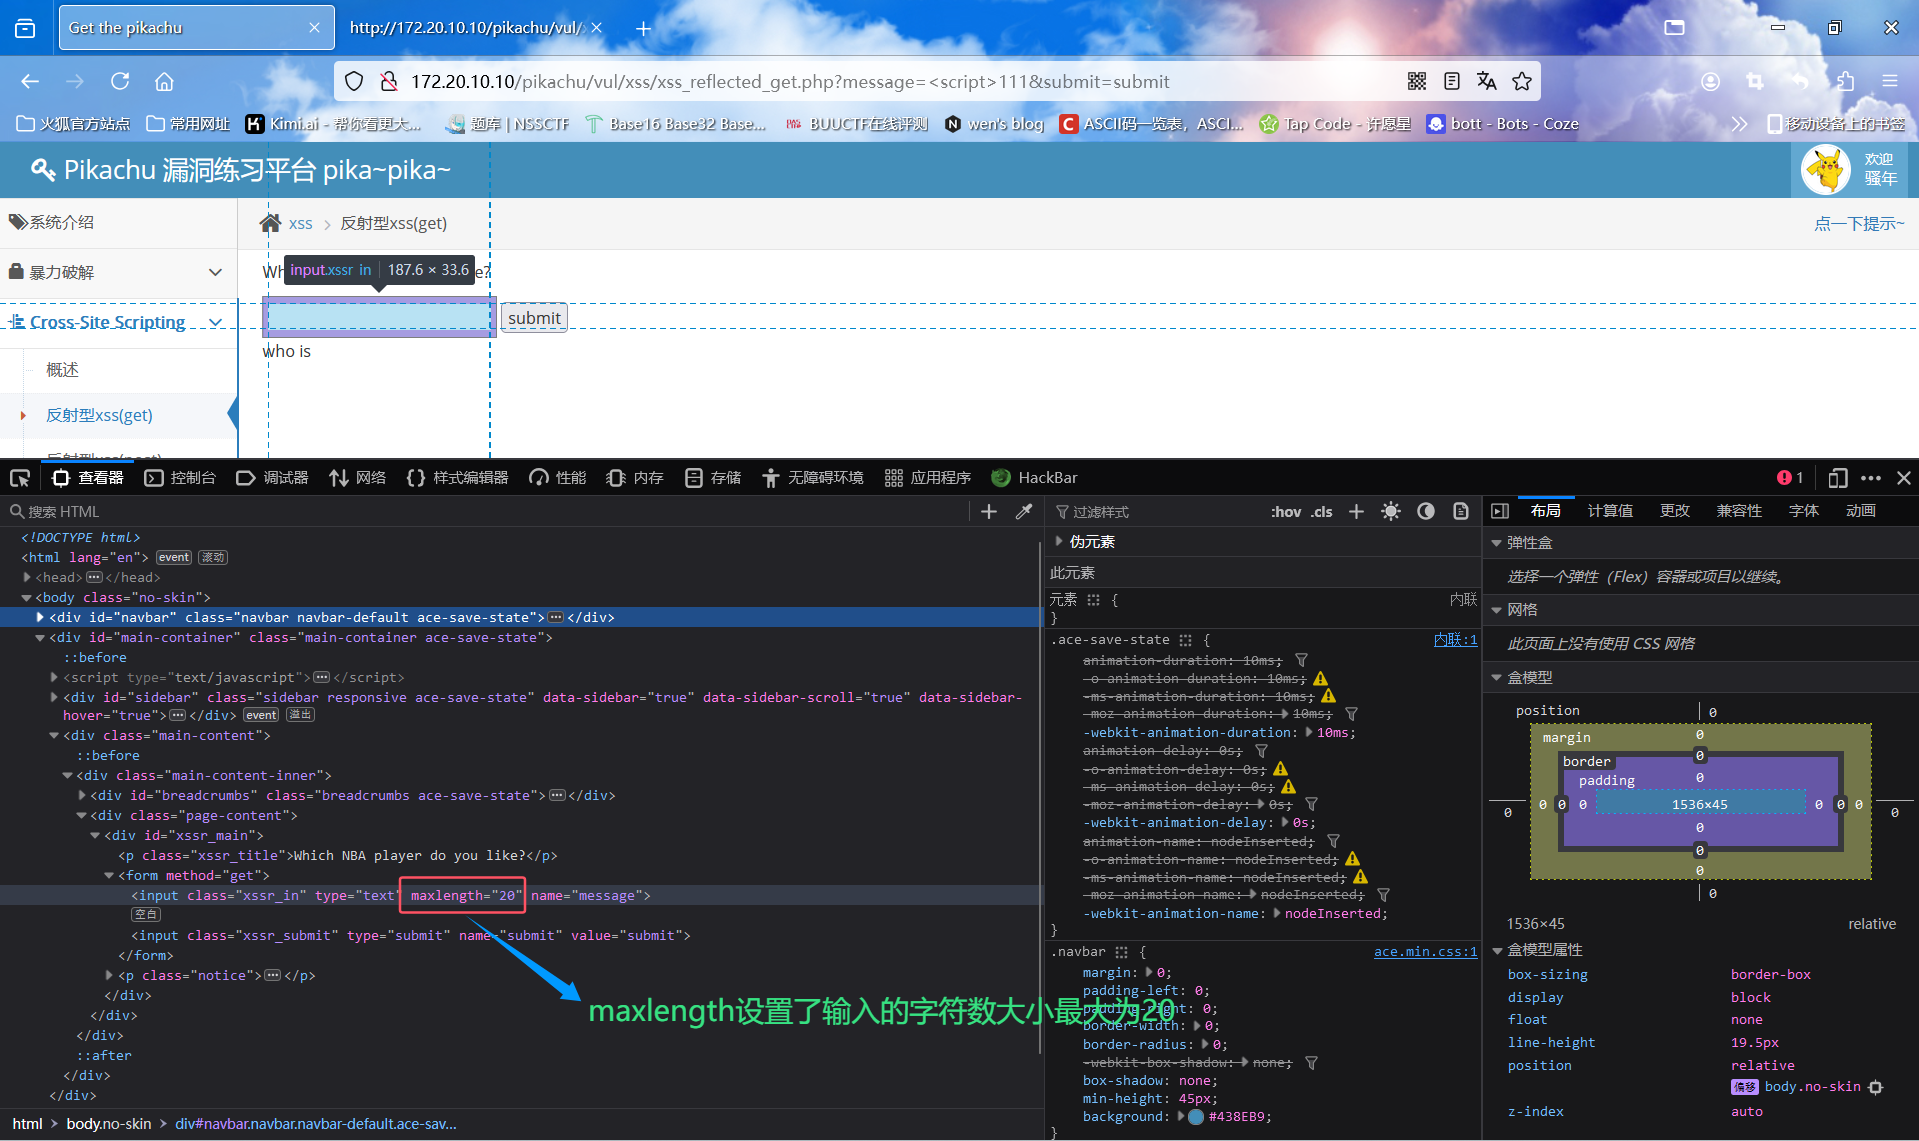 Get the pikachu
http://172.20.10.10/pikachu/vul/
172.20.10.10/pikachu/vul/xss/xss_reflected_get.php?message=<script>111&submit=submit
火狐官方站点 常用网址 Kimi.ai - 帮你看更大... 题库 | NSSCTF Base16 Base32 Base... BUUCTF在线评测 wen's blog ASCII码一览表，ASCI... Tap Code - 许愿星 bott - Bots - Coze 移动设备上的书签
Pikachu 漏洞练习平台 pika~pika~
欢迎
骚年
系统介绍
xss > 反射型xss(get)
点一下提示~
暴力破解
input.xssr_in 187.6 × 33.6
e?
Cross-Site Scripting
submit
who is
概述
反射型xss(get)
查看器 控制台 调试器 网络 样式编辑器 性能 内存 存储 无障碍环境 应用程序 HackBar 1
搜索 HTML
<!DOCTYPE html>
<html lang="en"> event 滚动
<head>···</head>
<body class="no-skin">
<div id="navbar" class="navbar navbar-default ace-save-state">···</div>
<div id="main-container" class="main-container ace-save-state">
::before
<script type="text/javascript">···</script>
<div id="sidebar" class="sidebar responsive ace-save-state" data-sidebar="true" data-sidebar-scroll="true" data-sidebar-
hover="true">···</div> event 溢出
<div class="main-content">
::before
<div class="main-content-inner">
<div id="breadcrumbs" class="breadcrumbs ace-save-state">···</div>
<div class="page-content">
<div id="xssr_main">
<p class="xssr_title">Which NBA player do you like?</p>
<form method="get">
<input class="xssr_in" type="text" maxlength="20" name="message">
空白
<input class="xssr_submit" type="submit" name="submit" value="submit">
</form>
<p class="notice">···</p>
</div>
</div>
</div>
::after
</div>
</div>
maxlength设置了输入的字符数大小最大为20
html > body.no-skin > div#navbar.navbar.navbar-default.ace-sav...
过滤样式 :hov .cls
伪元素
此元素
元素 { 内联
}
.ace-save-state { 内联:1
animation-duration: 10ms;
-o-animation-duration: 10ms;
-ms-animation-duration: 10ms;
-moz-animation-duration: 10ms;
-webkit-animation-duration: 10ms;
animation-delay: 0s;
-o-animation-delay: 0s;
-ms-animation-delay: 0s;
-moz-animation-delay: 0s;
-webkit-animation-delay: 0s;
animation-name: nodeInserted;
-o-animation-name: nodeInserted;
-ms-animation-name: nodeInserted;
-moz-animation-name: nodeInserted;
-webkit-animation-name: nodeInserted;
}
.navbar { ace.min.css:1
margin: 0;
padding-left: 0;
padding-right: 0;
border-width: 0;
border-radius: 0;
-webkit-box-shadow: none;
box-shadow: none;
min-height: 45px;
background: #438EB9;
}
布局 计算值 更改 兼容性 字体 动画
弹性盒
选择一个弹性（Flex）容器或项目以继续。
网格
此页面上没有使用 CSS 网格
盒模型
position 0
margin 0
border 0
padding 0
0 0 0 0 1536×45 0 0 0 0
0
0
0
0
1536×45 relative
盒模型属性
box-sizing border-box
display block
float none
line-height 19.5px
position relative
偏移 body.no-skin
z-index auto